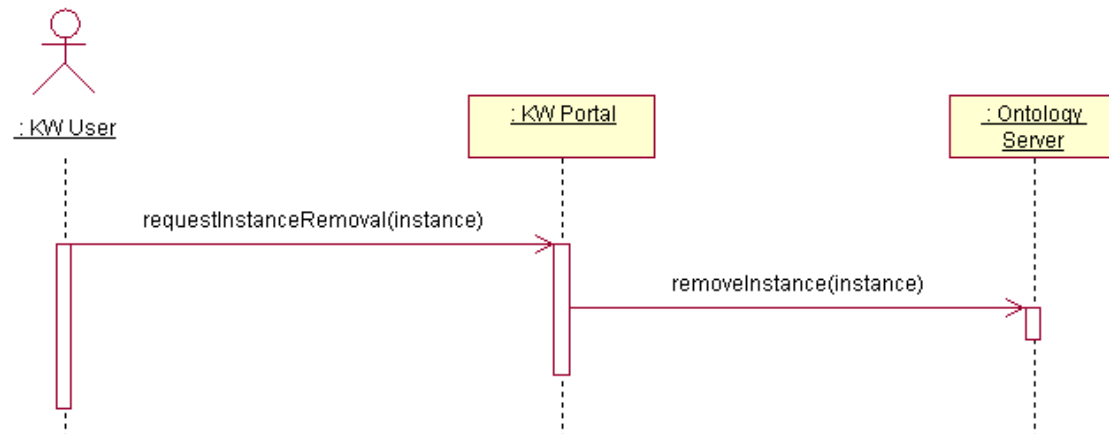 : KW User
: KW Portal
: Ontology
Server
requestInstanceRemoval(instance)
removeInstance(instance)